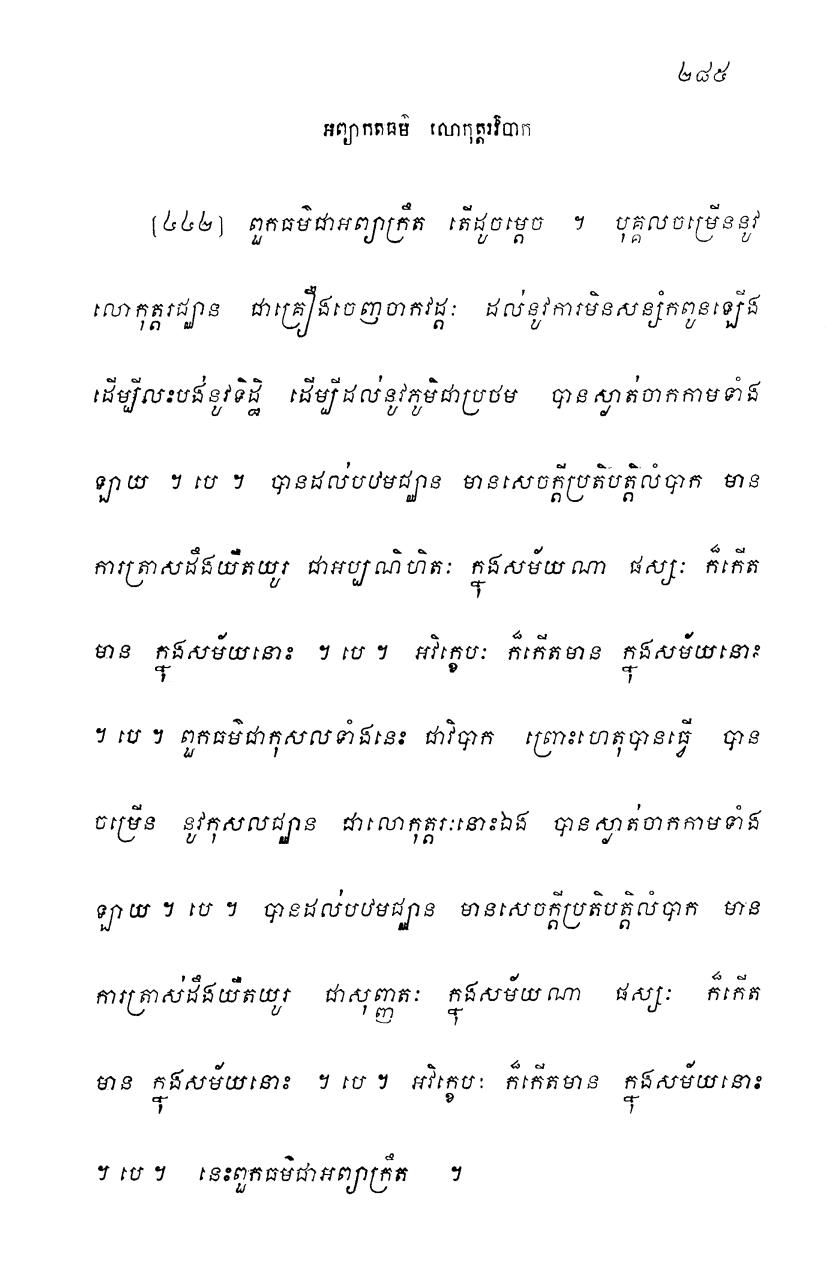 ២៨៥
អព្យាកតធម៌ លោកុត្តរវិបាក
[៤៤២] ពួកធម៌ជាអព្យាក្រឹត តើដូចម្តេច ។ បុគ្គលចម្រើននូវ
លោកុត្តរជ្ឈាន ជាគ្រឿងចេញចាកវដ្តៈ ដល់នូវការមិនសន្សំកពូនឡើង
ដើម្បីលះបង់នូវទិដ្ឋិ ដើម្បីដល់នូវភូមិជាប្រថម បានស្ងាត់ចាកកាមទាំង
ឡាយ ។ បេ ។ បានដល់បឋមជ្ឈាន មានសេចក្តីប្រតិបត្តិលំបាក មាន
ការត្រាសដឹងយឺតយូរ ជាអប្បណិហិតៈ ក្នុងសម័យណា ផស្សៈ ក៏កើត
មាន ក្នុងសម័យនោះ ។ បេ ។ អវិក្ខេបៈ ក៏កើតមាន ក្នុងសម័យនោះ
។ បេ ។ ពួកធម៌ជាកុសលទាំងនេះ ជាវិបាក ព្រោះហេតុបានធ្វើ បាន
ចម្រើន នូវកុសលជ្ឈាន ជាលោកុត្តរៈនោះឯង បានស្ងាត់ចាកកាមទាំង
ឡាយ ។ បេ ។ បានដល់បឋមជ្ឈាន មានសេចក្តីប្រតិបត្តិលំបាក មាន
ការត្រាស់ដឹងយឺតយូរ ជាសុញ្ញតៈ ក្នុងសម័យណា ផស្សៈ ក៏កើត
មាន ក្នុងសម័យនោះ ។ បេ ។ អវិក្ខេបៈ ក៏កើតមាន ក្នុងសម័យនោះ
។ បេ ។ នេះពួកធម៌ជាអព្យាក្រឹត ។